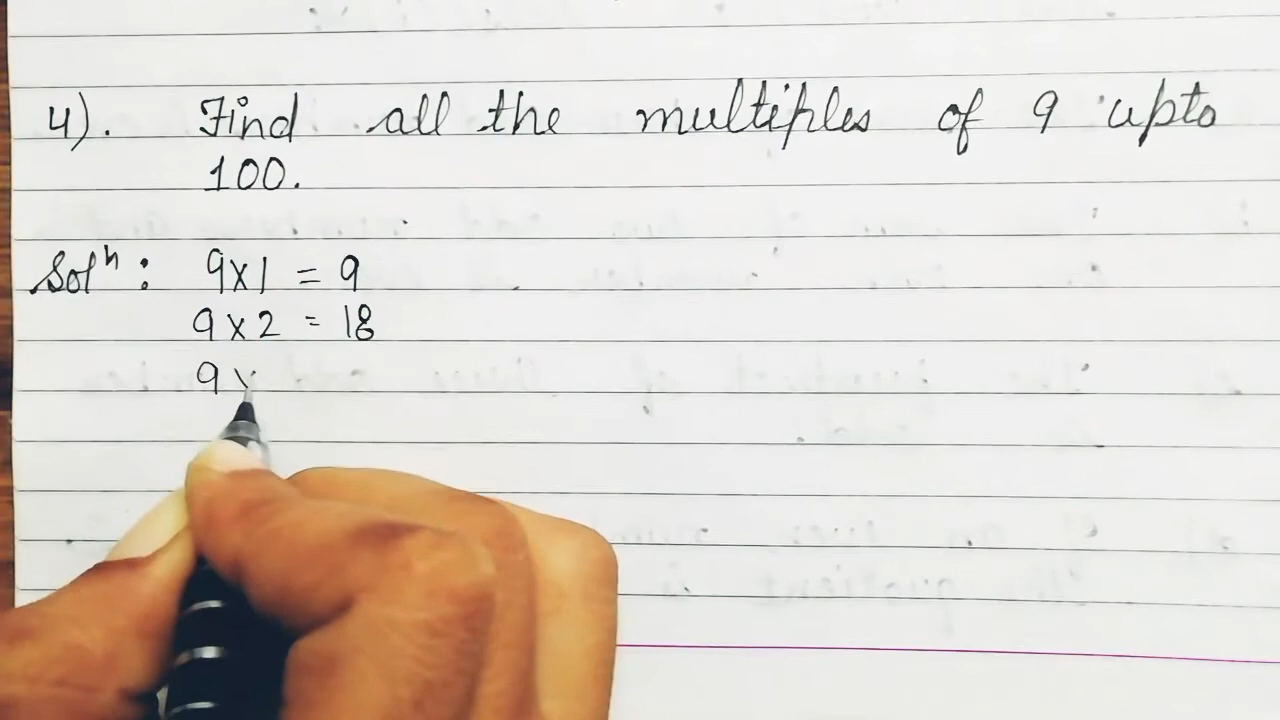 4). Find all the multiples of 9 upto
100.
Solⁿ: 9x1 = 9
9x2 = 18
9x